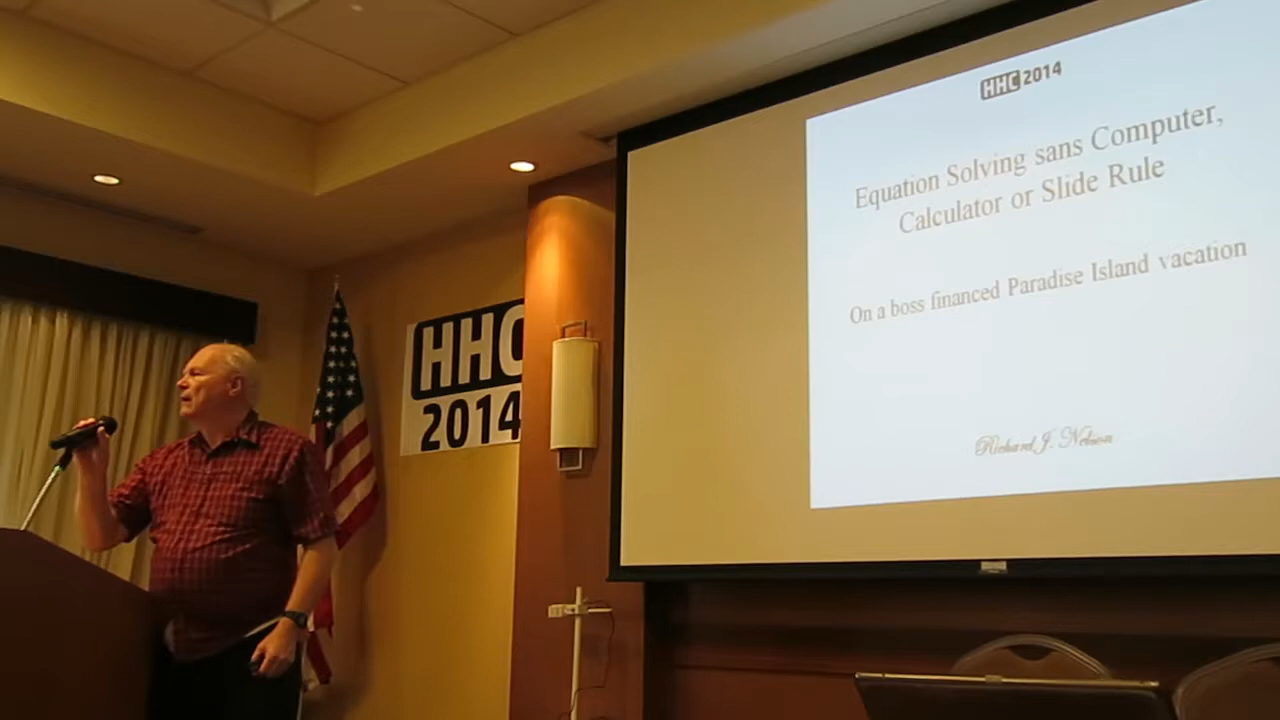 HHC 2014
Equation Solving sans Computer,
Calculator or Slide Rule
On a boss financed Paradise Island vacation
Richard J. Nelson
HHC
2014